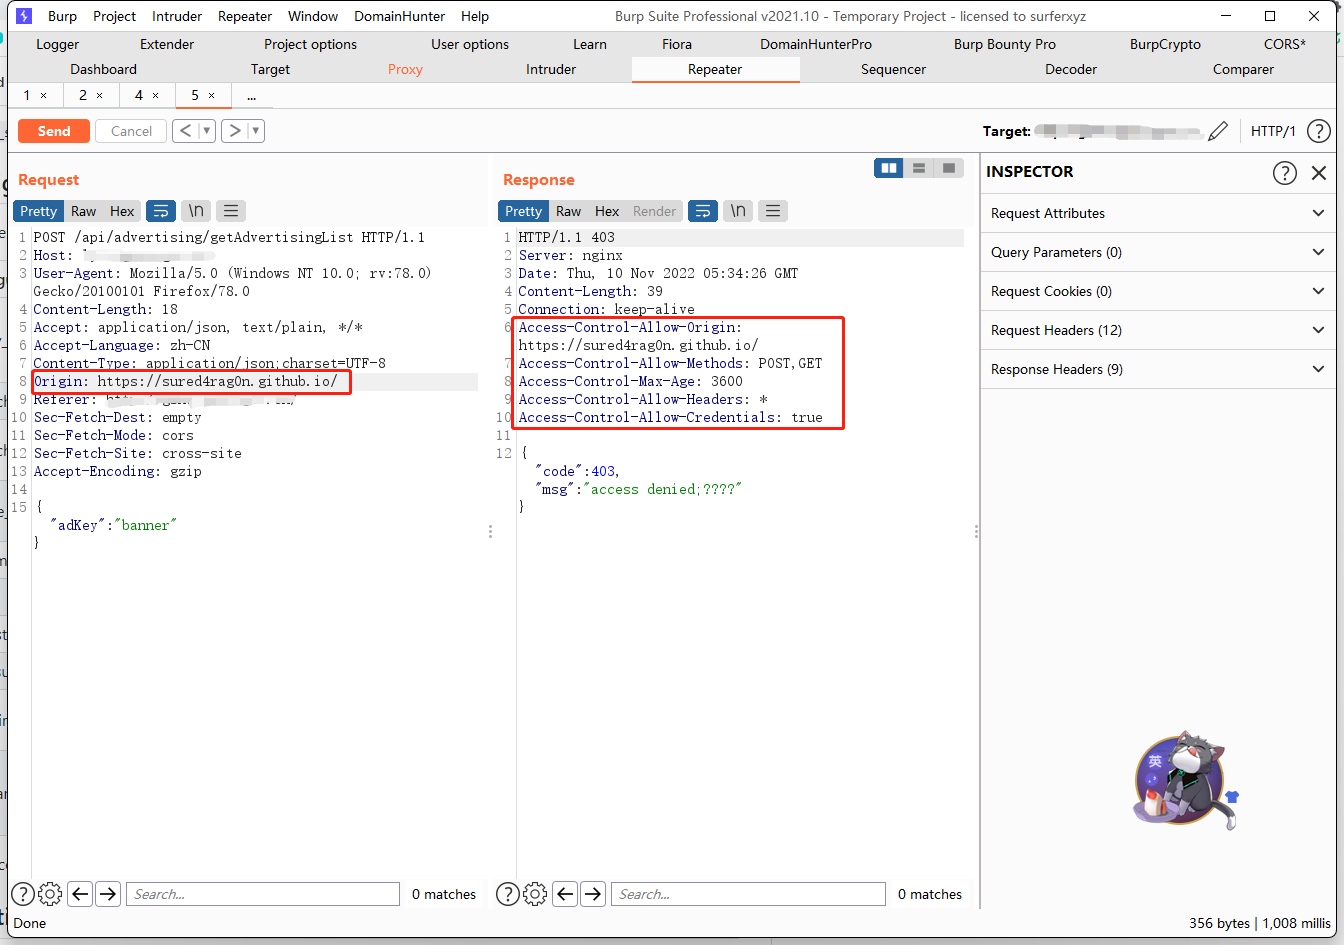 Burp Project Intruder Repeater Window DomainHunter Help Burp Suite Professional v2021.10 - Temporary Project - licensed to surferxyz
Logger Extender Project options User options Learn Fiora DomainHunterPro Burp Bounty Pro BurpCrypto CORS*
Dashboard Target Proxy Intruder Repeater Sequencer Decoder Comparer
1 × 2 × 4 × 5 × ...
Send Cancel < ▼ > ▼ Target: HTTP/1 ?
Request
Pretty Raw Hex \n
1 POST /api/advertising/getAdvertisingList HTTP/1.1
2 Host:
3 User-Agent: Mozilla/5.0 (Windows NT 10.0; rv:78.0)
Gecko/20100101 Firefox/78.0
4 Content-Length: 18
5 Accept: application/json, text/plain, */*
6 Accept-Language: zh-CN
7 Content-Type: application/json;charset=UTF-8
8 Origin: https://sured4rag0n.github.io/
9 Referer:
10 Sec-Fetch-Dest: empty
11 Sec-Fetch-Mode: cors
12 Sec-Fetch-Site: cross-site
13 Accept-Encoding: gzip
14
15 {
"adKey":"banner"
}
? Search... 0 matches
Response
Pretty Raw Hex Render \n
1 HTTP/1.1 403
2 Server: nginx
3 Date: Thu, 10 Nov 2022 05:34:26 GMT
4 Content-Length: 39
5 Connection: keep-alive
6 Access-Control-Allow-Origin:
https://sured4rag0n.github.io/
7 Access-Control-Allow-Methods: POST,GET
8 Access-Control-Max-Age: 3600
9 Access-Control-Allow-Headers: *
10 Access-Control-Allow-Credentials: true
11
12 {
"code":403,
"msg":"access denied;????"
}
? Search... 0 matches
INSPECTOR ?
Request Attributes
Query Parameters (0)
Request Cookies (0)
Request Headers (12)
Response Headers (9)
英
Done 356 bytes | 1,008 millis